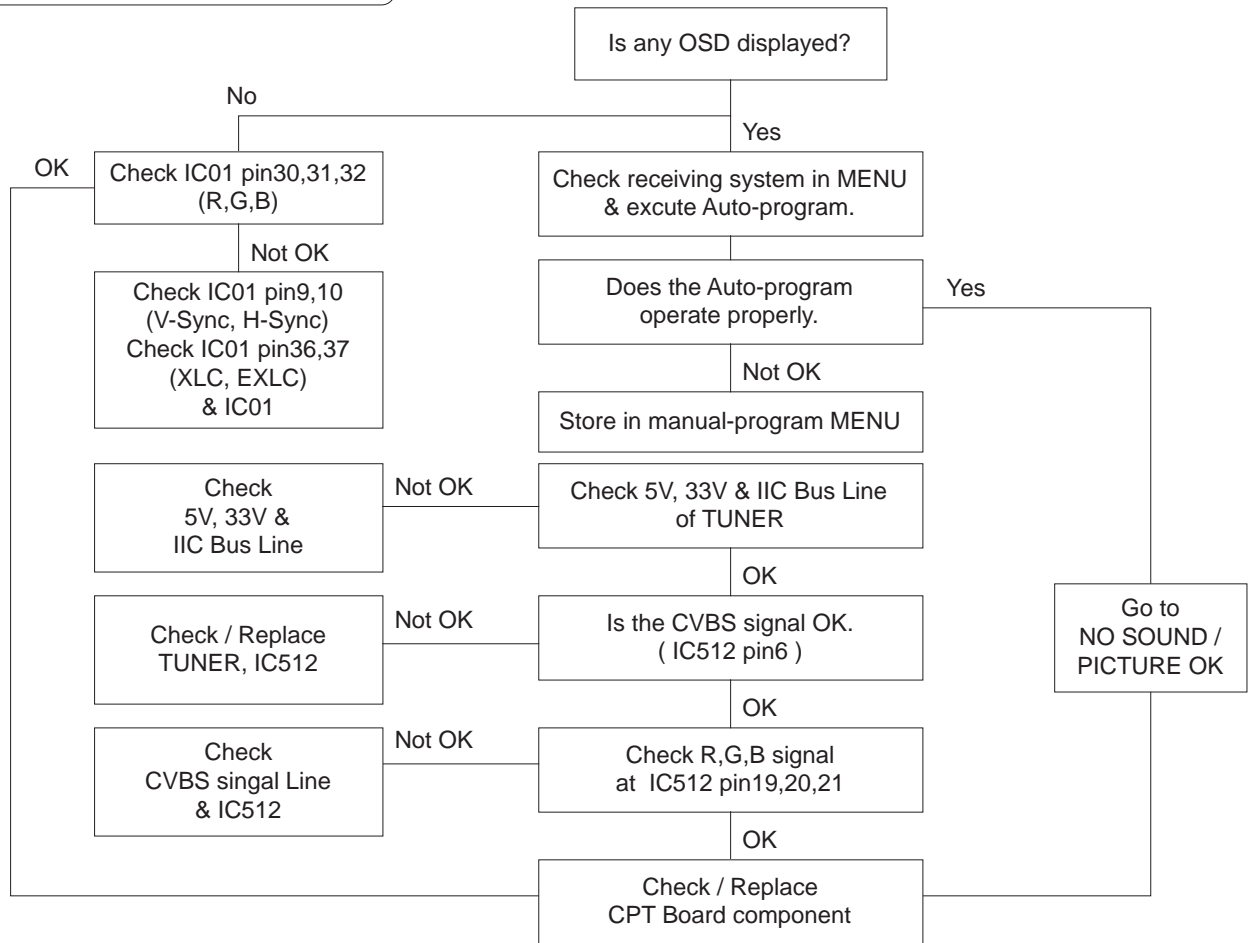 Is any OSD displayed?
No
Yes
OK
Check IC01 pin30,31,32
(R,G,B)
Check receiving system in MENU
& excute Auto-program.
Not OK
Check IC01 pin9,10
(V-Sync, H-Sync)
Check IC01 pin36,37
(XLC, EXLC)
& IC01
Does the Auto-program
operate properly.
Yes
Not OK
Store in manual-program MENU
Check
5V, 33V &
IIC Bus Line
Not OK
Check 5V, 33V & IIC Bus Line
of TUNER
OK
Check / Replace
TUNER, IC512
Not OK
Is the CVBS signal OK.
( IC512 pin6 )
Go to
NO SOUND /
PICTURE OK
OK
Check
CVBS singal Line
& IC512
Not OK
Check R,G,B signal
at IC512 pin19,20,21
OK
Check / Replace
CPT Board component